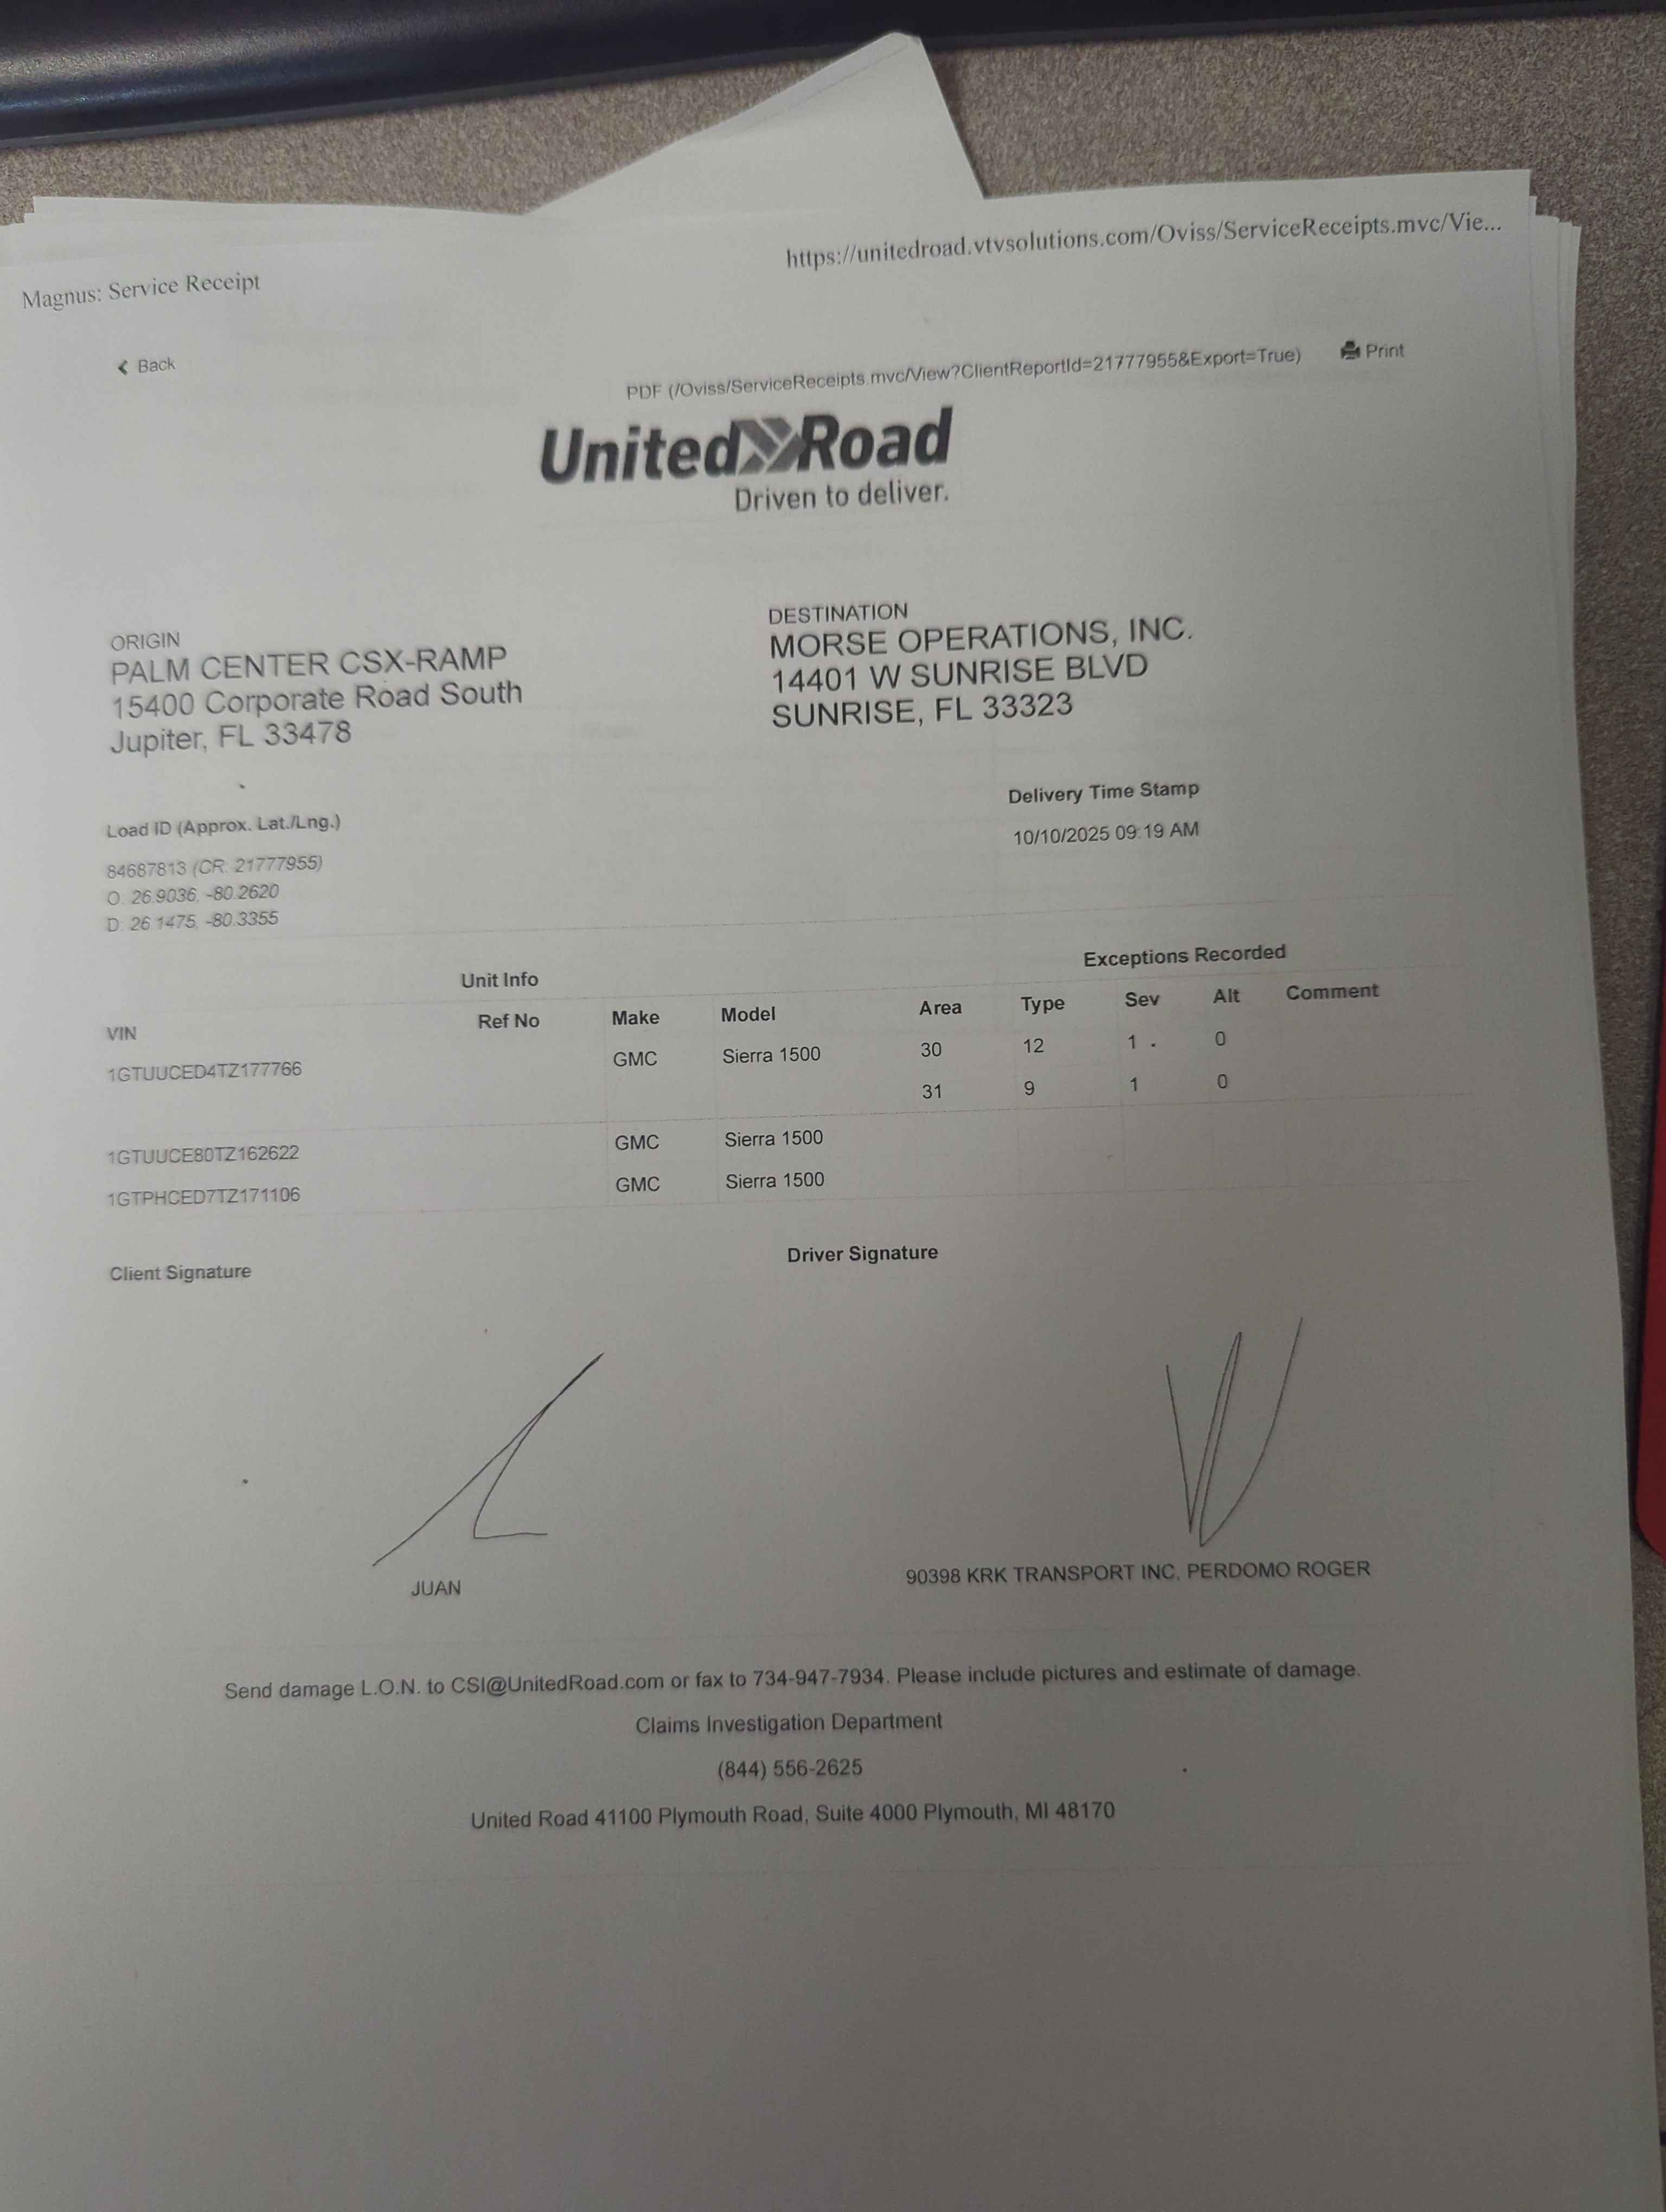 Magnus: Service Receipt
https://unitedroad.vtvsolutions.com/Oviss/ServiceReceipts.mvc/Vie...
Back
PDF (/Oviss/ServiceReceipts.mvc/View?ClientReportId=21777955&Export=True)
Print
United Road
Driven to deliver.
ORIGIN
PALM CENTER CSX-RAMP
15400 Corporate Road South
Jupiter, FL 33478
DESTINATION
MORSE OPERATIONS, INC.
14401 W SUNRISE BLVD
SUNRISE, FL 33323
Load ID (Approx. Lat./Lng.)
84687813 (CR: 21777955)
O: 26.9036, -80.2620
D: 26.1475, -80.3355
Delivery Time Stamp
10/10/2025 09:19 AM
Unit Info Exceptions Recorded
VIN Ref No Make Model Area Type Sev Alt Comment
1GTUUCED4TZ177766 GMC Sierra 1500 30 12 1 0
31 9 1 0
1GTUUCE80TZ162622 GMC Sierra 1500
1GTPHCED7TZ171106 GMC Sierra 1500
Client Signature
Driver Signature
JUAN
90398 KRK TRANSPORT INC, PERDOMO ROGER
Send damage L.O.N. to CSI@UnitedRoad.com or fax to 734-947-7934. Please include pictures and estimate of damage.
Claims Investigation Department
(844) 556-2625
United Road 41100 Plymouth Road, Suite 4000 Plymouth, MI 48170